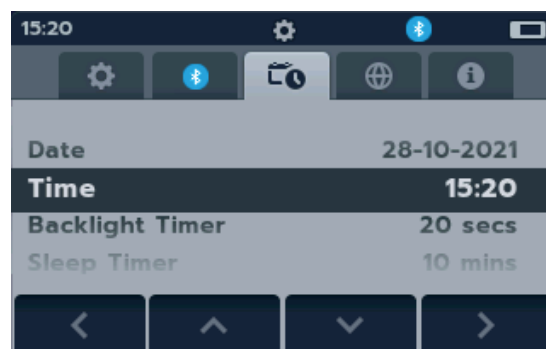 15:20
Date 28-10-2021
Time 15:20
Backlight Timer 20 secs
Sleep Timer 10 mins